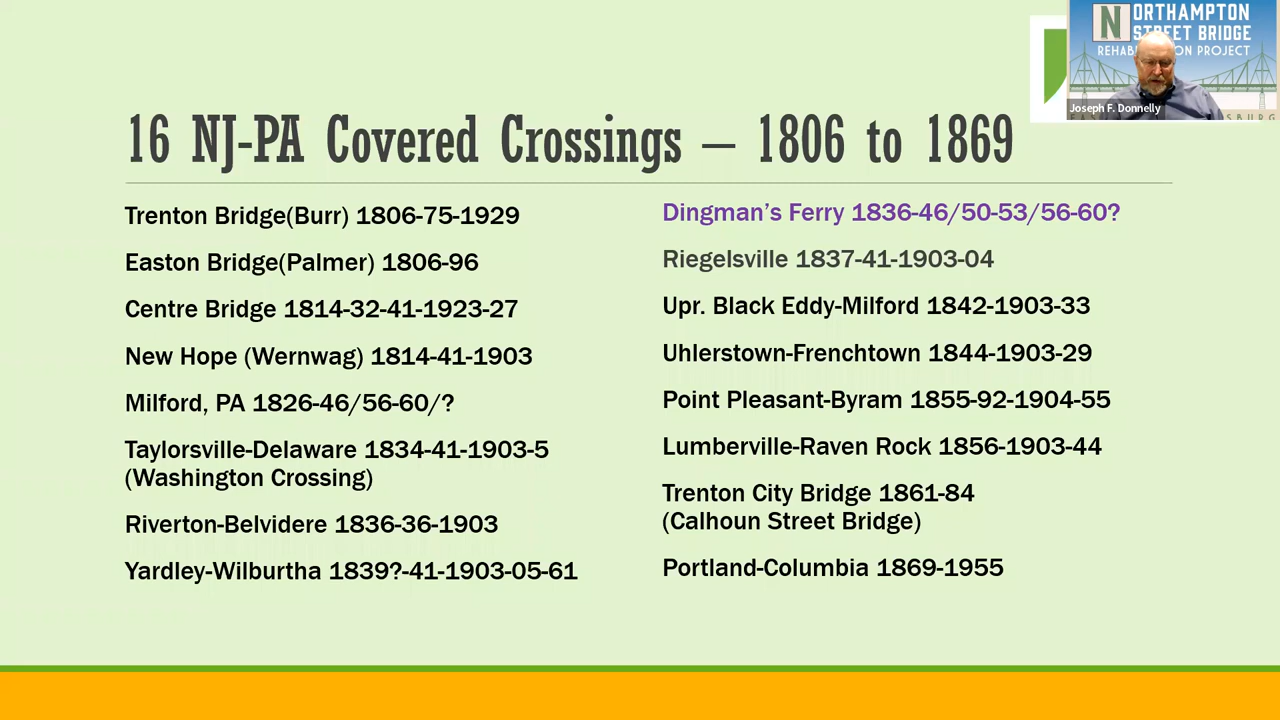 NORTHAMPTON
STREET BRIDGE
Joseph F. Donnelly
16 NJ-PA Covered Crossings – 1806 to 1869
Trenton Bridge(Burr) 1806-75-1929
Easton Bridge(Palmer) 1806-96
Centre Bridge 1814-32-41-1923-27
New Hope (Wernwag) 1814-41-1903
Milford, PA 1826-46/56-60/?
Taylorsville-Delaware 1834-41-1903-5
(Washington Crossing)
Riverton-Belvidere 1836-36-1903
Yardley-Wilburtha 1839?-41-1903-05-61
Dingman's Ferry 1836-46/50-53/56-60?
Riegelsville 1837-41-1903-04
Upr. Black Eddy-Milford 1842-1903-33
Uhlerstown-Frenchtown 1844-1903-29
Point Pleasant-Byram 1855-92-1904-55
Lumberville-Raven Rock 1856-1903-44
Trenton City Bridge 1861-84
(Calhoun Street Bridge)
Portland-Columbia 1869-1955